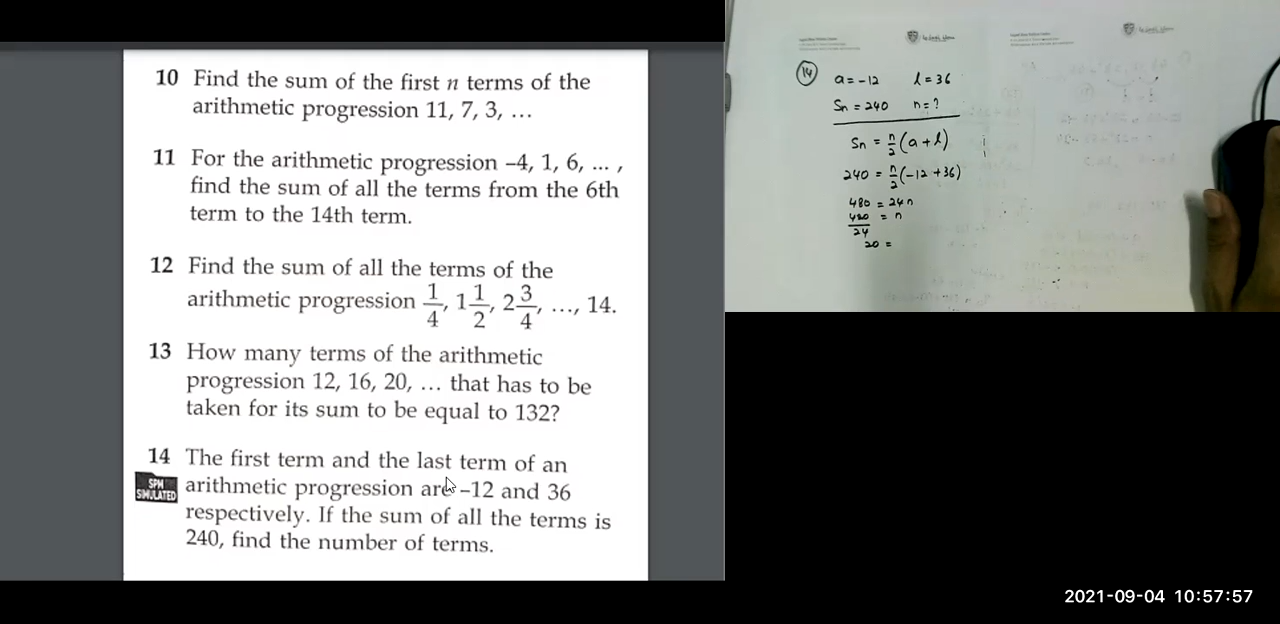 10 Find the sum of the first n terms of the
arithmetic progression 11, 7, 3, …
11 For the arithmetic progression –4, 1, 6, … ,
find the sum of all the terms from the 6th
term to the 14th term.
12 Find the sum of all the terms of the
arithmetic progression 1/4, 1 1/2, 2 3/4, …, 14.
13 How many terms of the arithmetic
progression 12, 16, 20, … that has to be
taken for its sum to be equal to 132?
14 The first term and the last term of an
SPM SIMULATED
arithmetic progression are –12 and 36
respectively. If the sum of all the terms is
240, find the number of terms.
14
a = -12 l = 36
Sn = 240 n = ?
Sn = n/2 (a + l)
240 = n/2 (-12 + 36)
480 = 24n
480/24 = n
20 =
2021-09-04 10:57:57